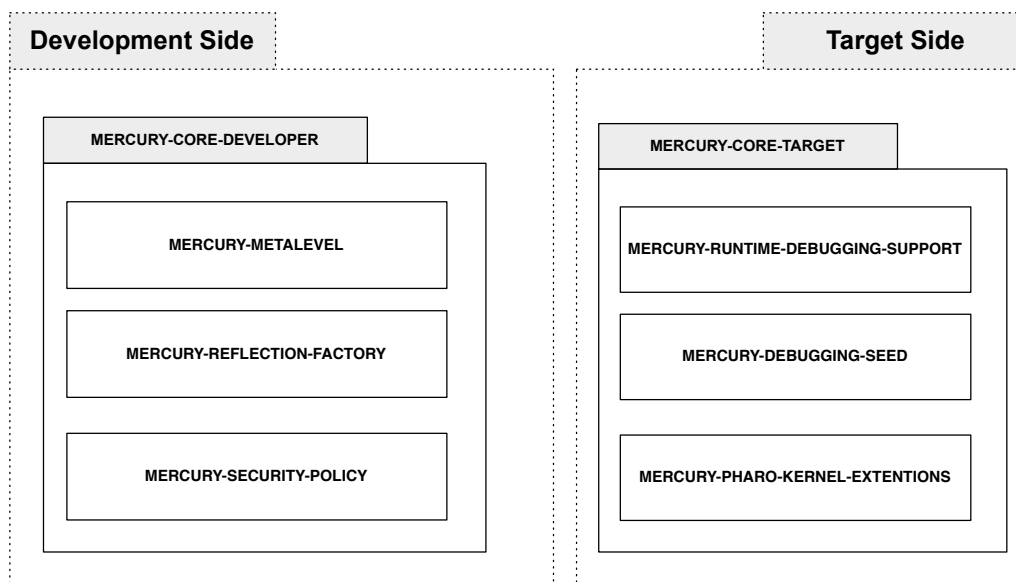 Development Side
Target Side
MERCURY-CORE-DEVELOPER
MERCURY-METALEVEL
MERCURY-REFLECTION-FACTORY
MERCURY-SECURITY-POLICY
MERCURY-CORE-TARGET
MERCURY-RUNTIME-DEBUGGING-SUPPORT
MERCURY-DEBUGGING-SEED
MERCURY-PHARO-KERNEL-EXTENTIONS